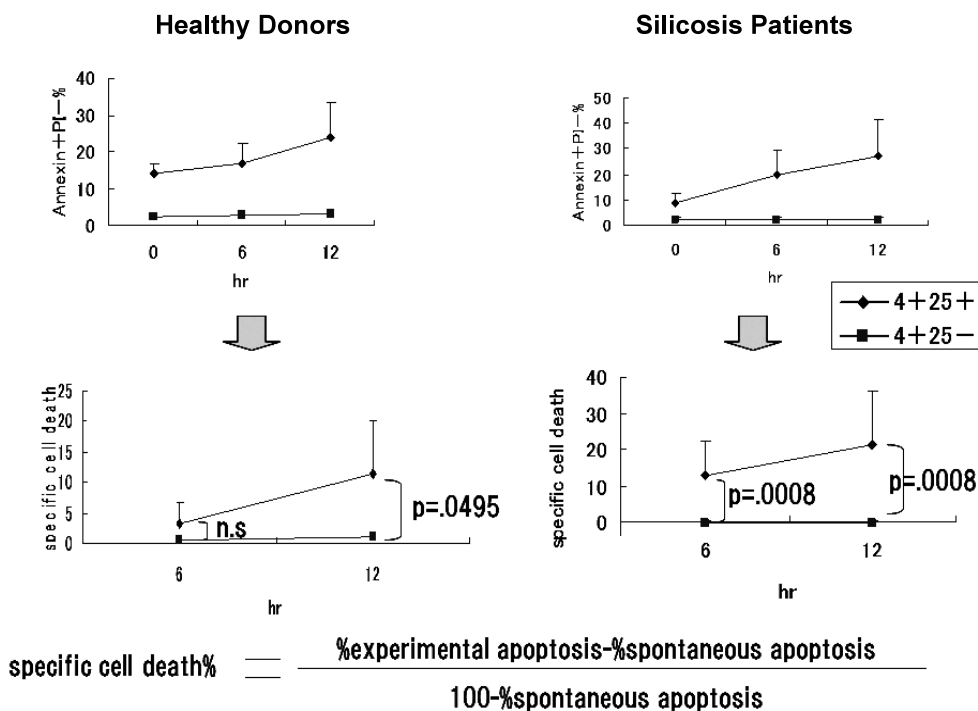 Healthy Donors
Silicosis Patients
Annexin+PI-%
40
30
20
10
0
0
6
12
hr
Annexin+PI-%
50
40
30
20
10
0
0
6
12
hr
4+25+
4+25-
specific cell death
25
20
15
10
5
0
n.s
p=.0495
6
12
hr
specific cell death
40
30
20
10
0
p=.0008
p=.0008
6
12
hr
%experimental apoptosis-%spontaneous apoptosis
specific cell death% =
100-%spontaneous apoptosis